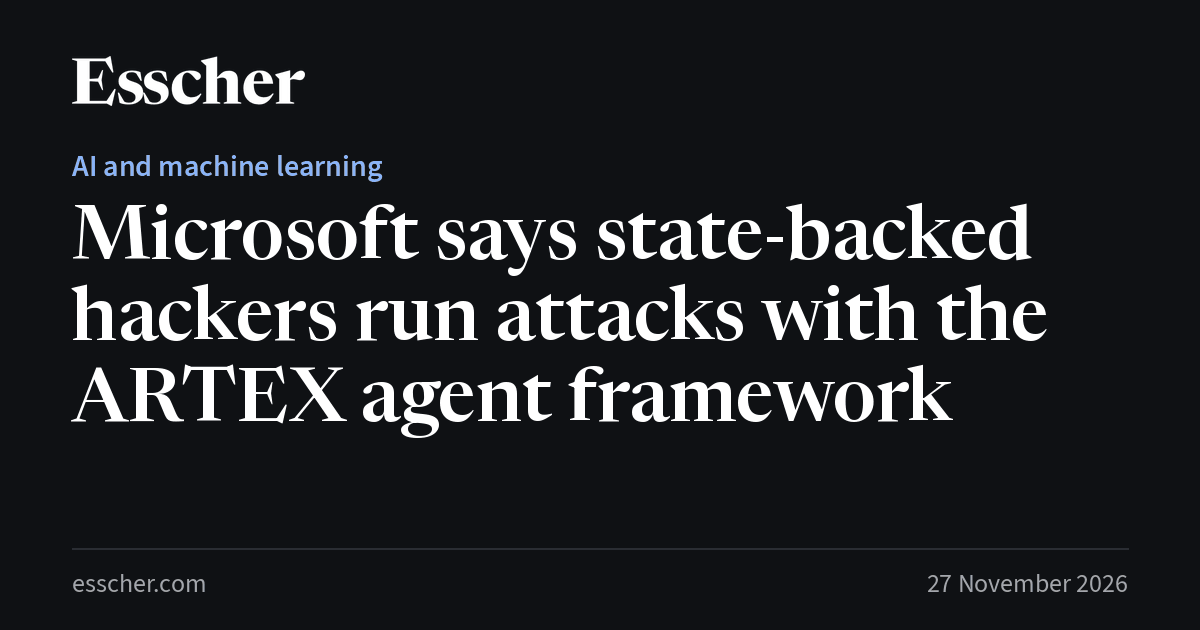 Esscher
AI and machine learning
Microsoft says state-backed
hackers run attacks with the
ARTEX agent framework
esscher.com
27 November 2026